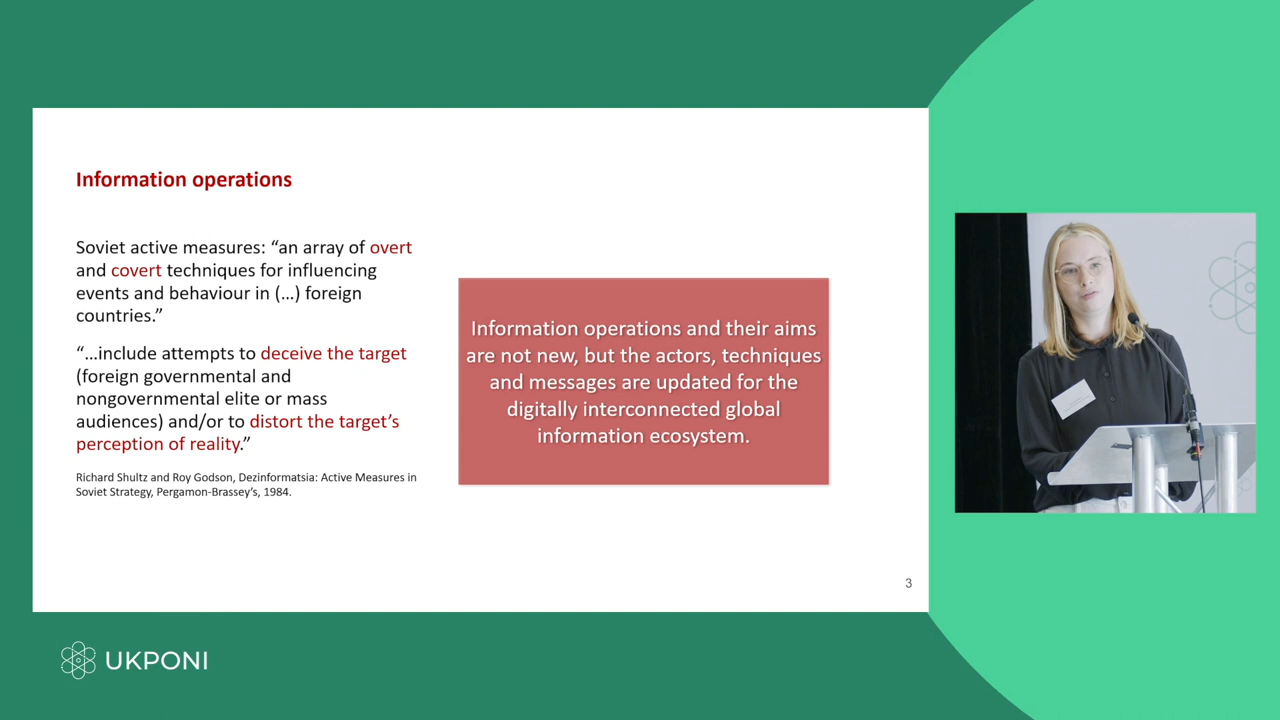 Information operations
Soviet active measures: “an array of overt
and covert techniques for influencing
events and behaviour in (…) foreign
countries.”
“…include attempts to deceive the target
(foreign governmental and
nongovernmental elite or mass
audiences) and/or to distort the target’s
perception of reality.”
Richard Shultz and Roy Godson, Dezinformatsia: Active Measures in
Soviet Strategy, Pergamon-Brassey’s, 1984.
Information operations and their aims
are not new, but the actors, techniques
and messages are updated for the
digitally interconnected global
information ecosystem.
3
UKPONI